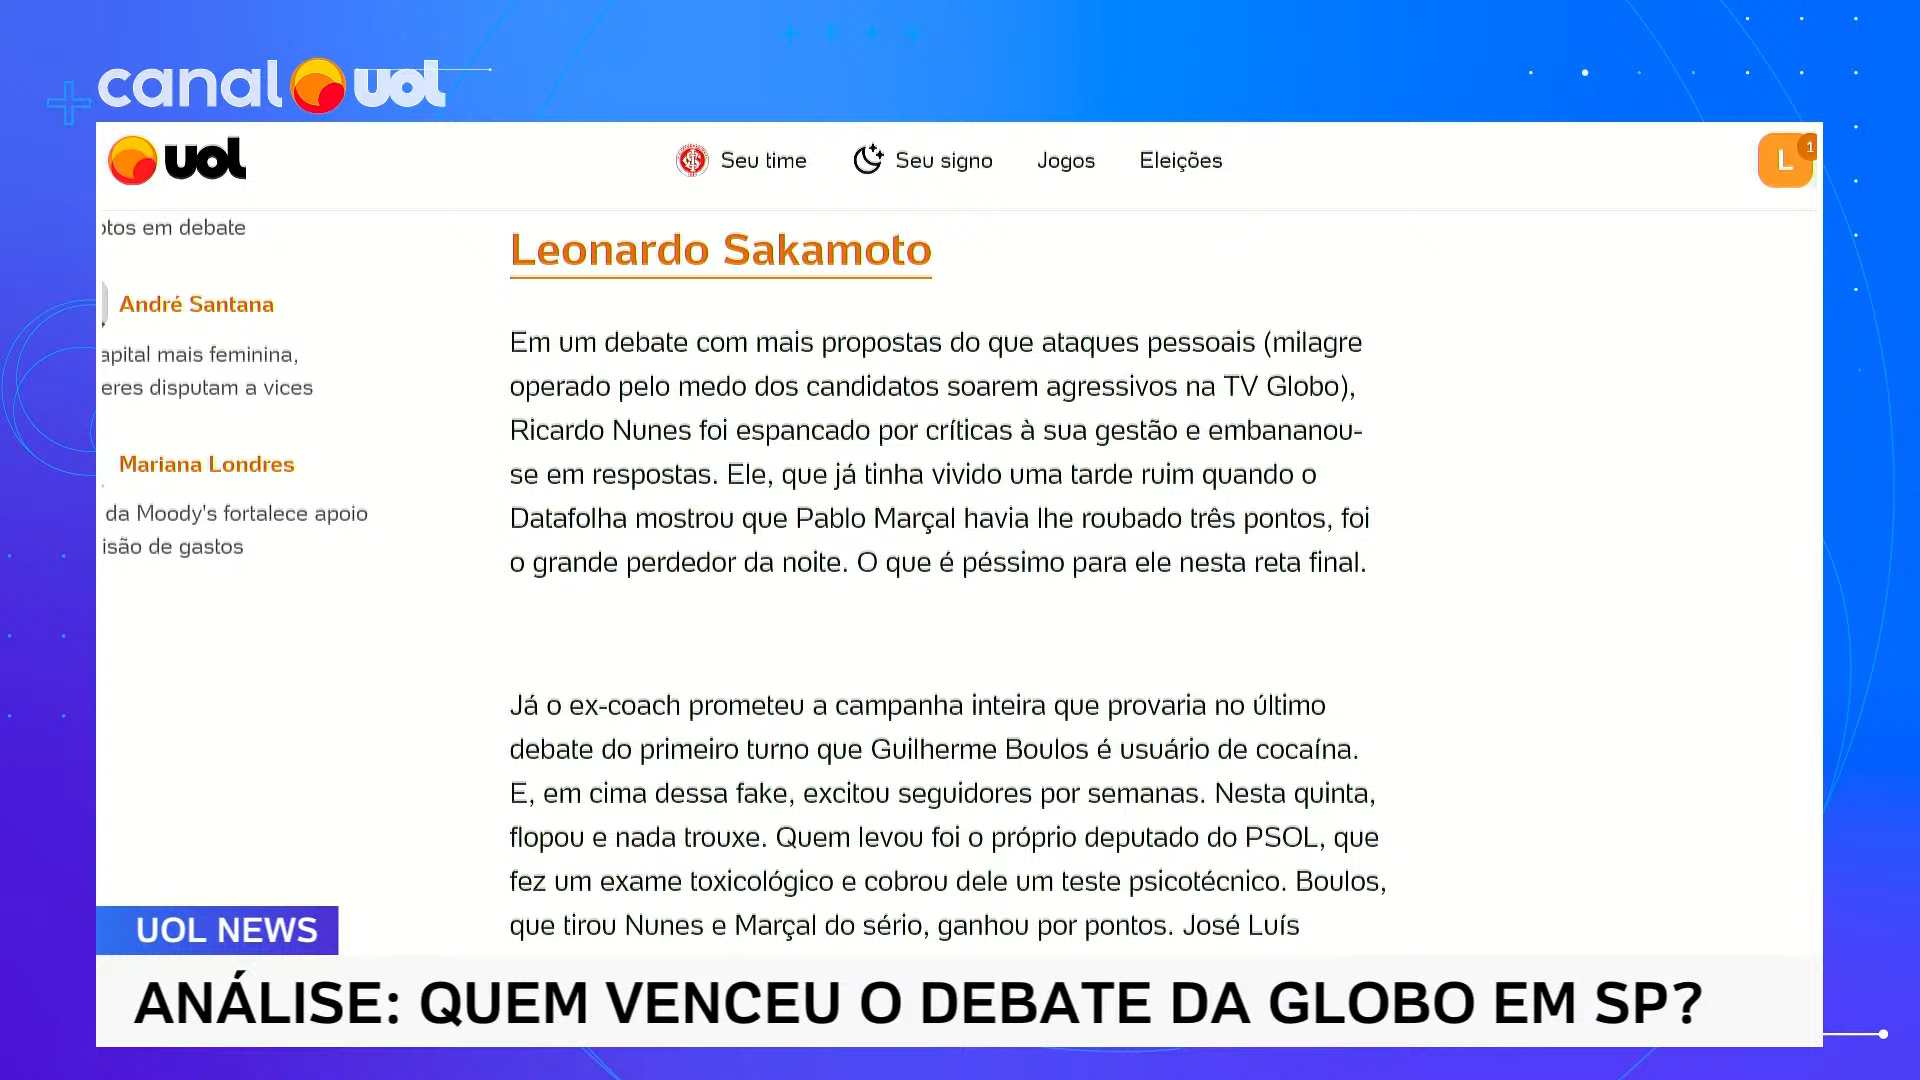 canal uol
uol
Seu time
Seu signo
Jogos
Eleições
L
1
em debate
André Santana
mais feminina,
disputam a vices
Mariana Londres
da Moody's fortalece apoio
de gastos
Leonardo Sakamoto
Em um debate com mais propostas do que ataques pessoais (milagre
operado pelo medo dos candidatos soarem agressivos na TV Globo),
Ricardo Nunes foi espancado por críticas à sua gestão e embananou-
se em respostas. Ele, que já tinha vivido uma tarde ruim quando o
Datafolha mostrou que Pablo Marçal havia lhe roubado três pontos, foi
o grande perdedor da noite. O que é péssimo para ele nesta reta final.
Já o ex-coach prometeu a campanha inteira que provaria no último
debate do primeiro turno que Guilherme Boulos é usuário de cocaína.
E, em cima dessa fake, excitou seguidores por semanas. Nesta quinta,
flopou e nada trouxe. Quem levou foi o próprio deputado do PSOL, que
fez um exame toxicológico e cobrou dele um teste psicotécnico. Boulos,
que tirou Nunes e Marçal do sério, ganhou por pontos. José Luís
UOL NEWS
ANÁLISE: QUEM VENCEU O DEBATE DA GLOBO EM SP?